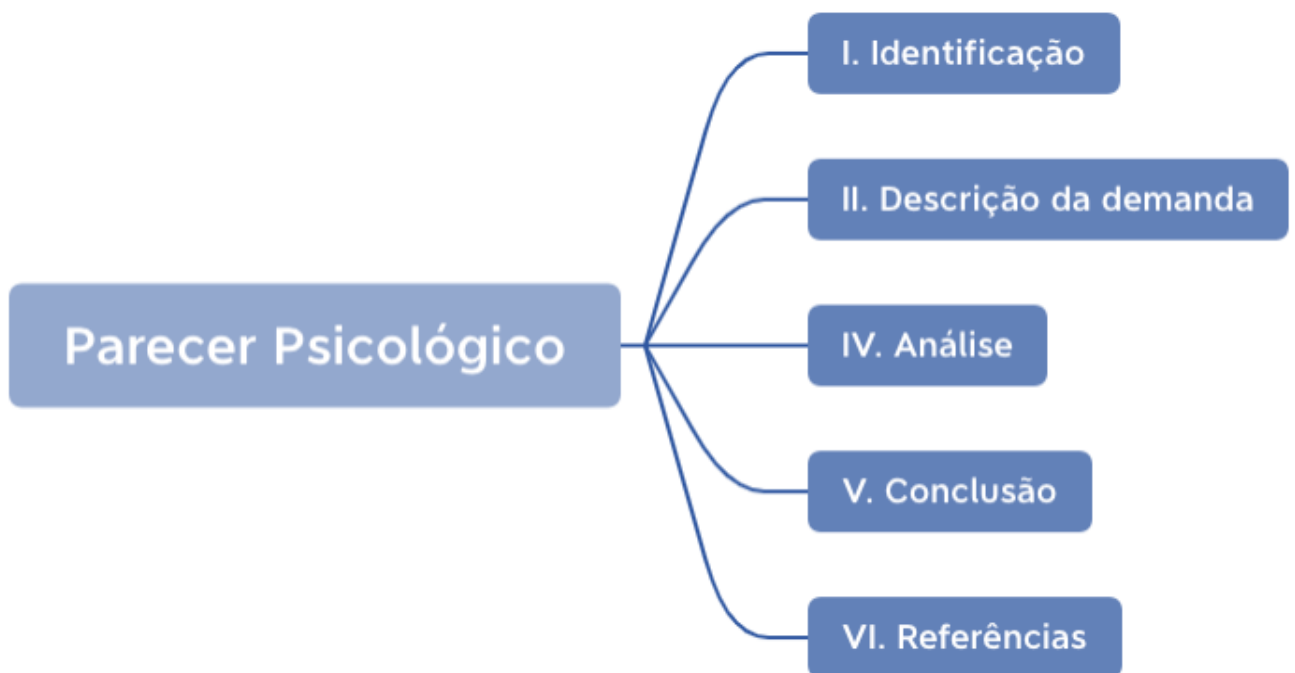 Parecer Psicológico
I. Identificação
II. Descrição da demanda
IV. Análise
V. Conclusão
VI. Referências